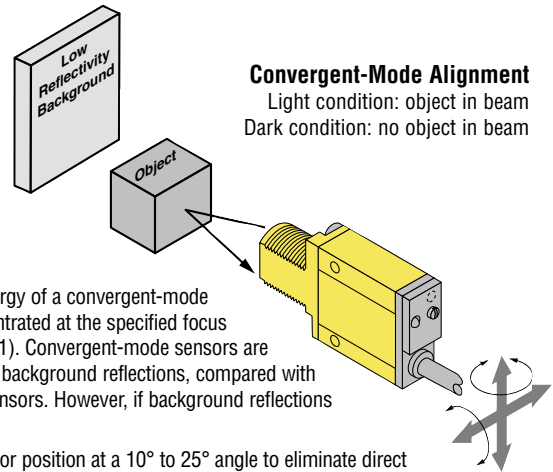 Low
Reflectivity
Background
Convergent-Mode Alignment
Light condition: object in beam
Dark condition: no object in beam
Object
rgy of a convergent-mode
ntrated at the specified focus
1). Convergent-mode sensors are
background reflections, compared with
nsors. However, if background reflections
or position at a 10° to 25° angle to eliminate direct